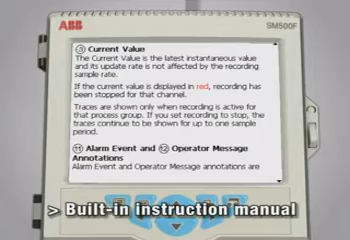 ABB
SM500F
③ Current Value
The Current Value is the latest instantaneous value
and its update rate is not affected by the recording
sample rate.
If the current value is displayed in red, recording has
been stopped for that channel.
Traces are shown only when recording is active for
that process group. If you set recording to stop, the
traces continue to be shown for up to one sample
period.
⑪ Alarm Event and ⑫ Operator Message
Annotations
Alarm Event and Operator Message annotations are
> Built-in instruction manual